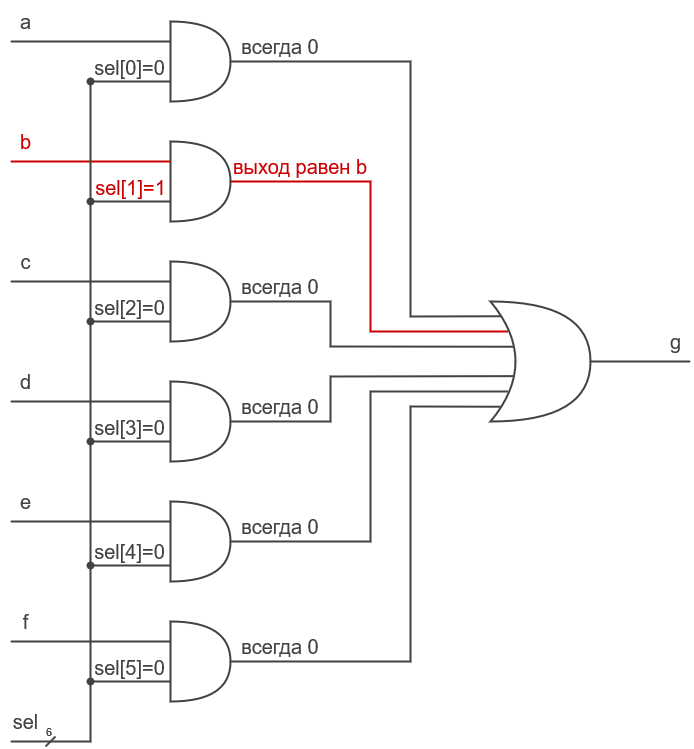 a
всегда 0
sel[0]=0
b
выход равен b
sel[1]=1
c
всегда 0
sel[2]=0
d
всегда 0
sel[3]=0
e
всегда 0
sel[4]=0
f
всегда 0
sel[5]=0
sel 6
g